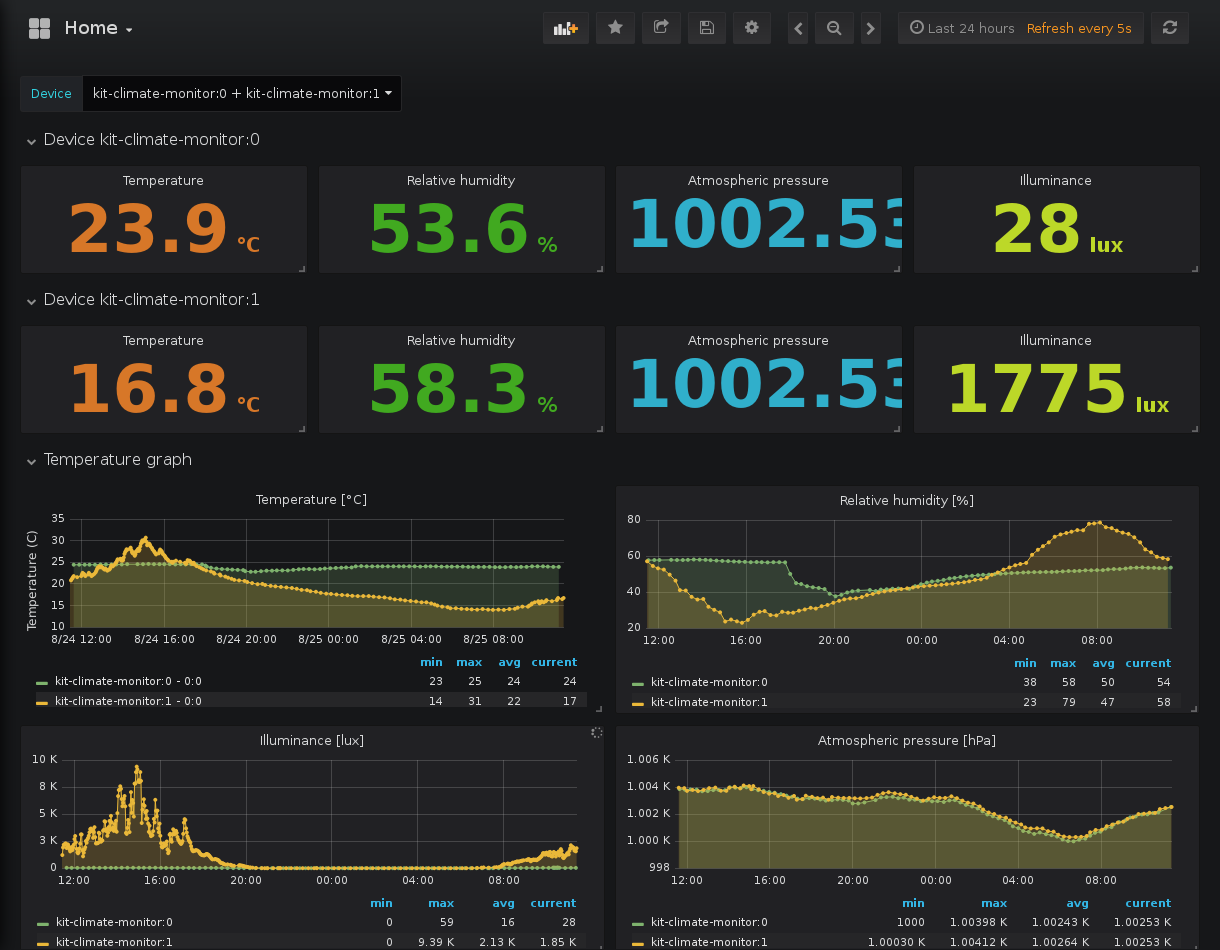 Home
Last 24 hours Refresh every 5s
Device kit-climate-monitor:0 + kit-climate-monitor:1
Device kit-climate-monitor:0
Temperature Relative humidity Atmospheric pressure Illuminance
23.9 °C 53.6 % 1002.53 28 lux
Device kit-climate-monitor:1
Temperature Relative humidity Atmospheric pressure Illuminance
16.8 °C 58.3 % 1002.53 1775 lux
Temperature graph
Temperature [°C]
Temperature (C)
35
30
25
20
15
10
8/24 12:00 8/24 16:00 8/24 20:00 8/25 00:00 8/25 04:00 8/25 08:00
min max avg current
kit-climate-monitor:0 - 0:0 23 25 24 24
kit-climate-monitor:1 - 0:0 14 31 22 17
Relative humidity [%]
80
60
40
20
12:00 16:00 20:00 00:00 04:00 08:00
min max avg current
kit-climate-monitor:0 38 58 50 54
kit-climate-monitor:1 23 79 47 58
Illuminance [lux]
10 K
8 K
5 K
3 K
0
12:00 16:00 20:00 00:00 04:00 08:00
min max avg current
kit-climate-monitor:0 0 59 16 28
kit-climate-monitor:1 0 9.39 K 2.13 K 1.85 K
Atmospheric pressure [hPa]
1.006 K
1.004 K
1.002 K
1.000 K
998
12:00 16:00 20:00 00:00 04:00 08:00
min max avg current
kit-climate-monitor:0 1000 1.00398 K 1.00243 K 1.00253 K
kit-climate-monitor:1 1.00030 K 1.00412 K 1.00264 K 1.00253 K